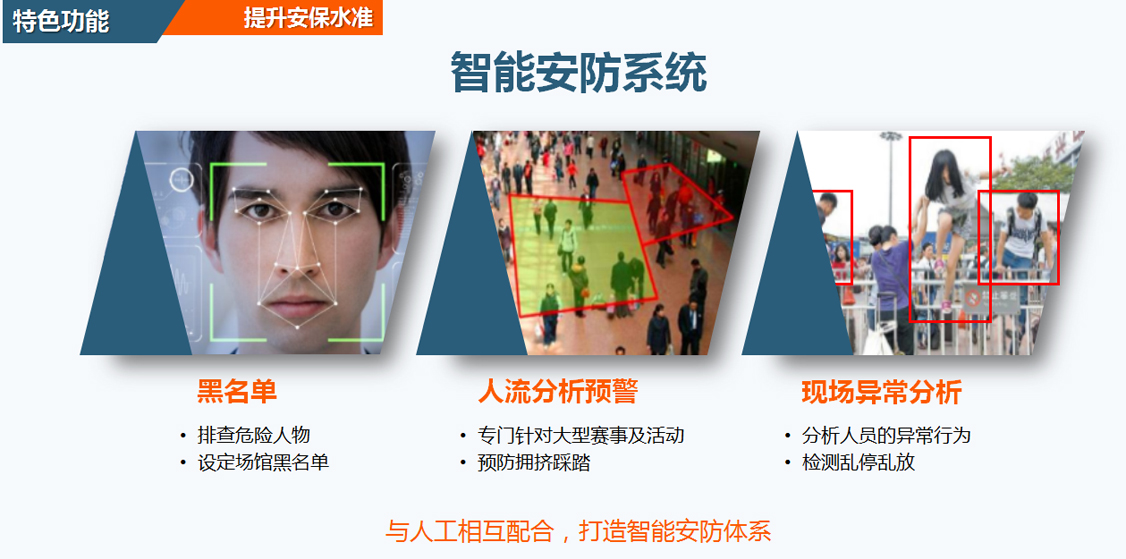 特色功能
提升安保水准
智能安防系统
黑名单
• 排查危险人物
• 设定场馆黑名单
人流分析预警
• 专门针对大型赛事及活动
• 预防拥挤踩踏
现场异常分析
• 分析人员的异常行为
• 检测乱停乱放
与人工相互配合，打造智能安防体系